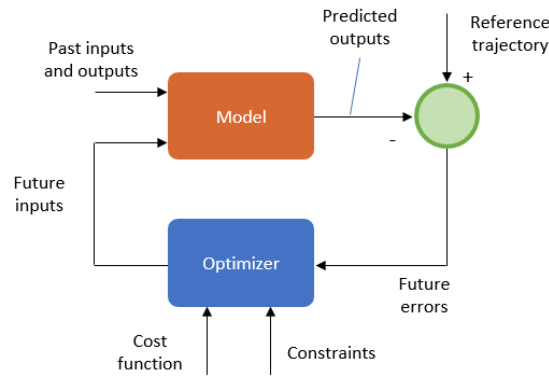 Predicted
outputs
Reference
trajectory
Past inputs
and outputs
+
Model
-
Future
inputs
Optimizer
Future
errors
Cost
function
Constraints